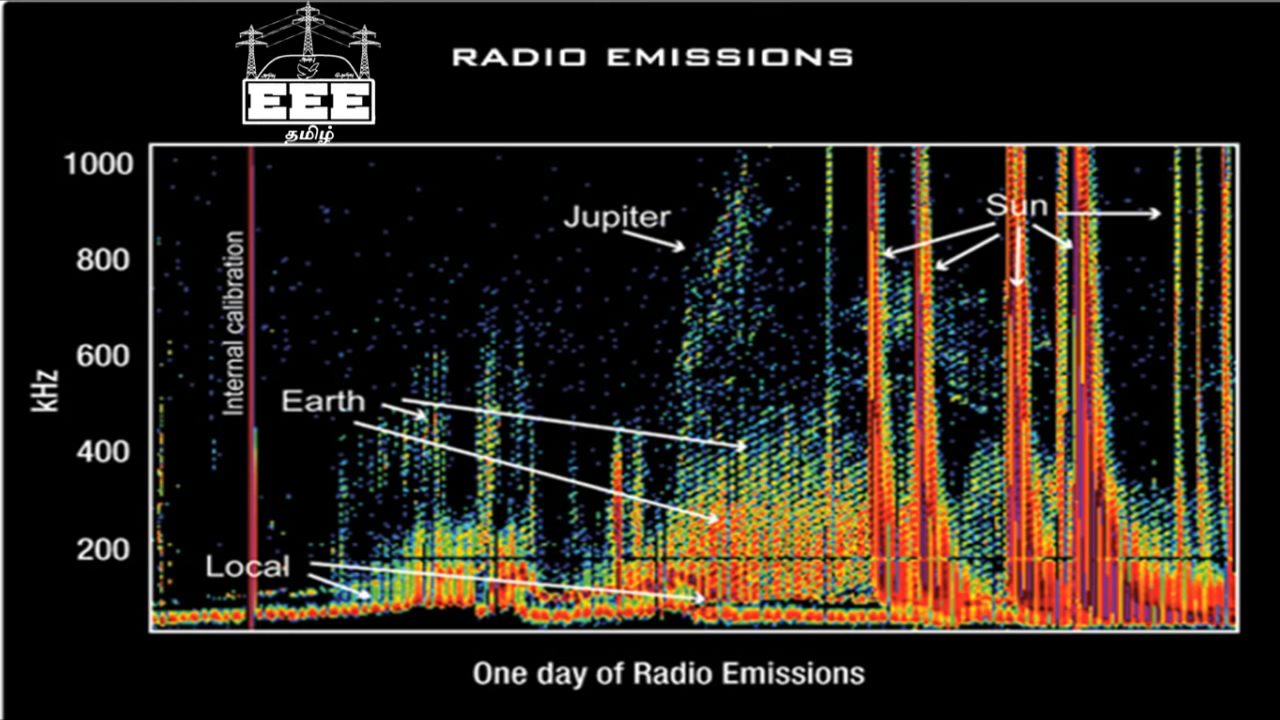 EEE
தமிழ்
RADIO EMISSIONS
1000
800
600
400
200
kHz
Internal calibration
Jupiter
Sun
Earth
Local
One day of Radio Emissions